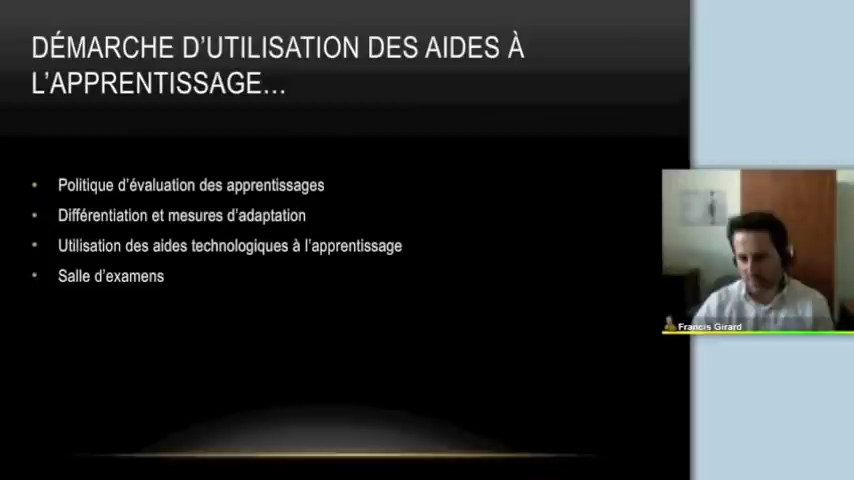 DÉMARCHE D'UTILISATION DES AIDES À
L'APPRENTISSAGE...
• Politique d'évaluation des apprentissages
• Différentiation et mesures d'adaptation
• Utilisation des aides technologiques à l'apprentissage
• Salle d'examens
Francis Girard